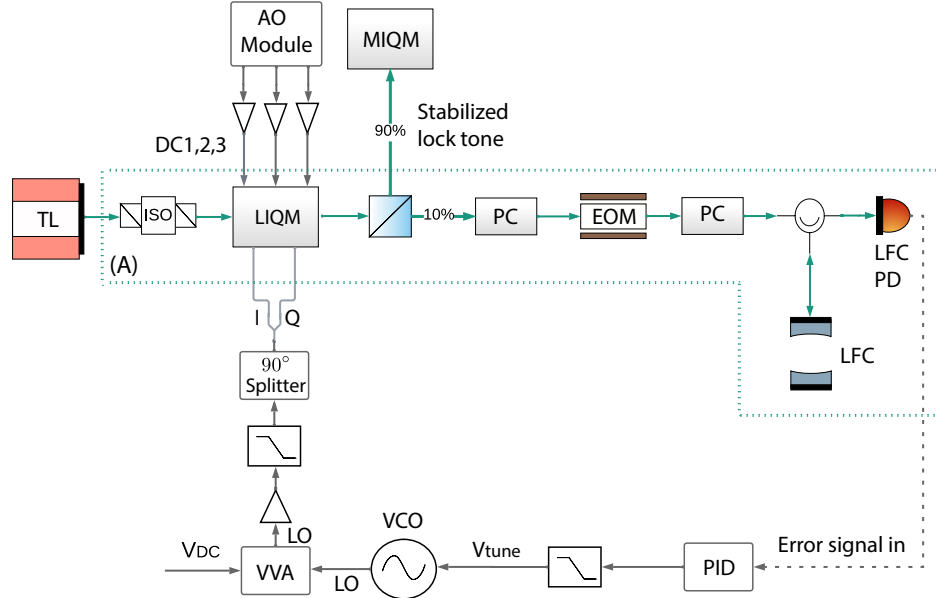 AO
Module
MIQM
Stabilized
lock tone
90%
DC1,2,3
TL
ISO
LIQM
10%
PC
EOM
PC
LFC
PD
(A)
I
Q
LFC
90°
Splitter
VCO
LO
VDC
VVA
LO
Vtune
PID
Error signal in